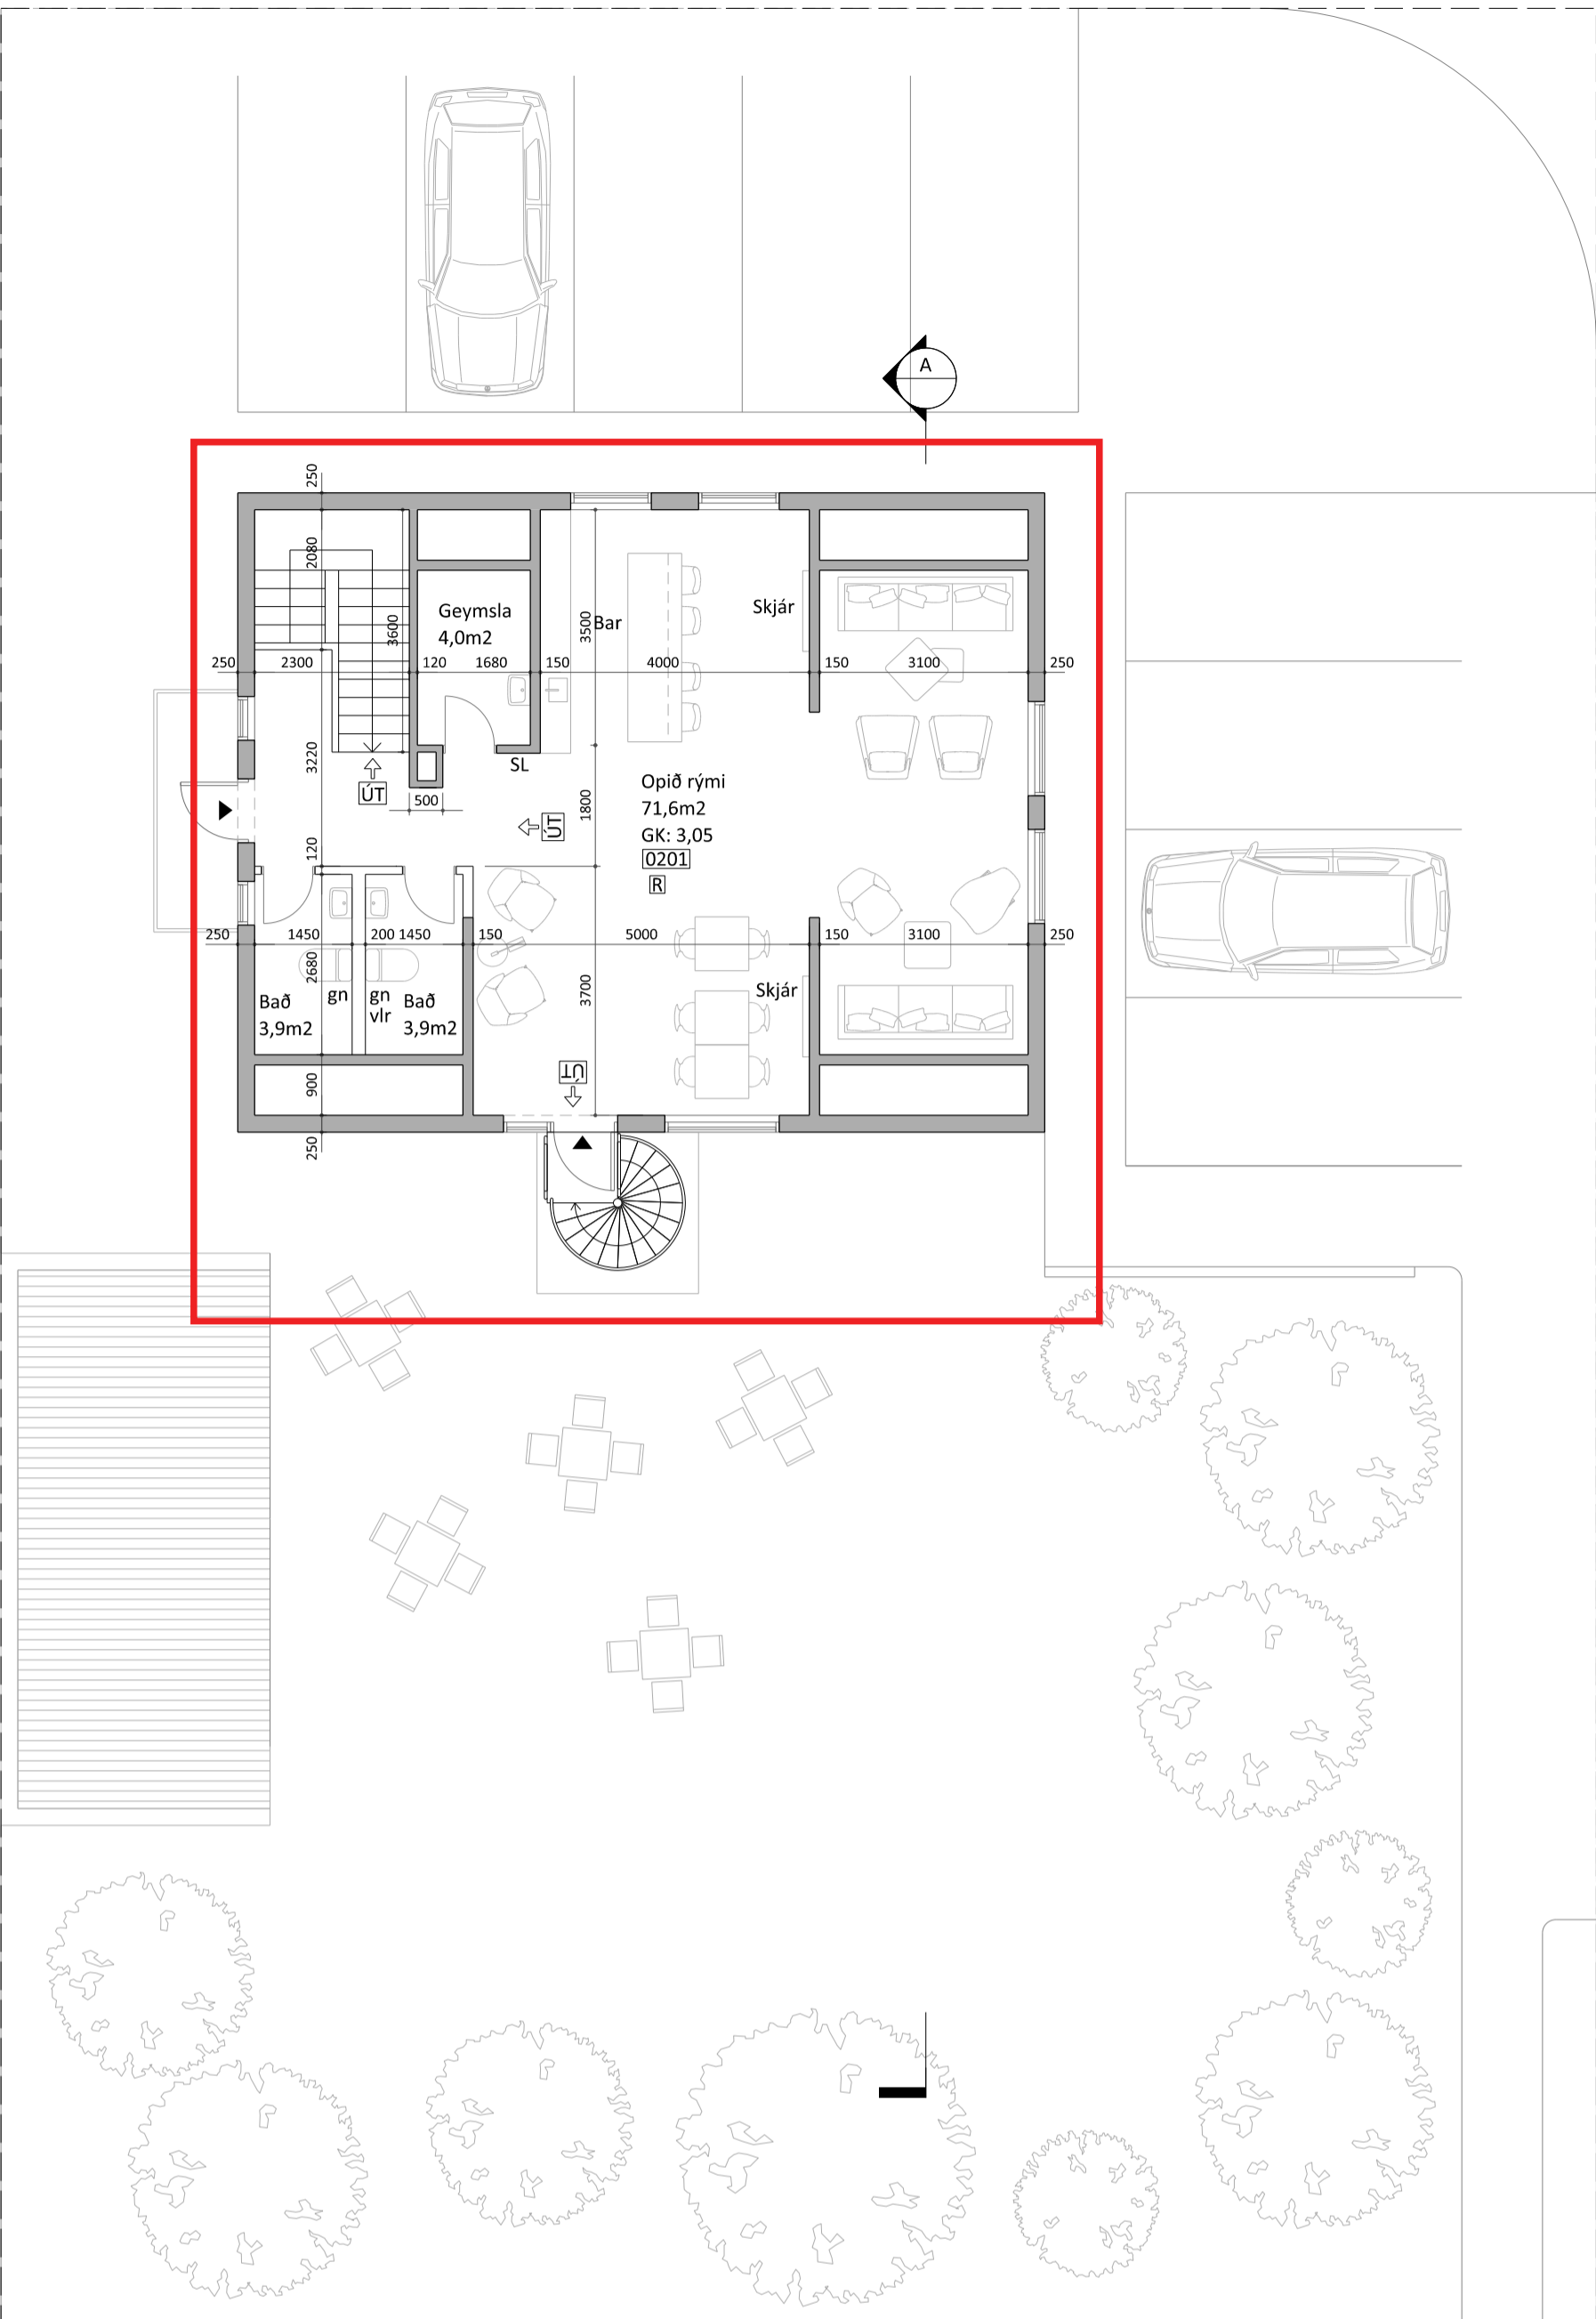 A
250
2080
3600
Geymsla
4,0m2
3500
Bar
Skjár
250
2300
120
1680
150
4000
150
3100
250
3220
ÚT
500
SL
ÚT
1800
Opið rými
71,6m2
GK: 3,05
0201
R
120
250
1450
200
1450
150
5000
150
3100
250
2680
gn
gn
vlr
Bað
3,9m2
Bað
3,9m2
3700
Skjár
ÚT
900
250